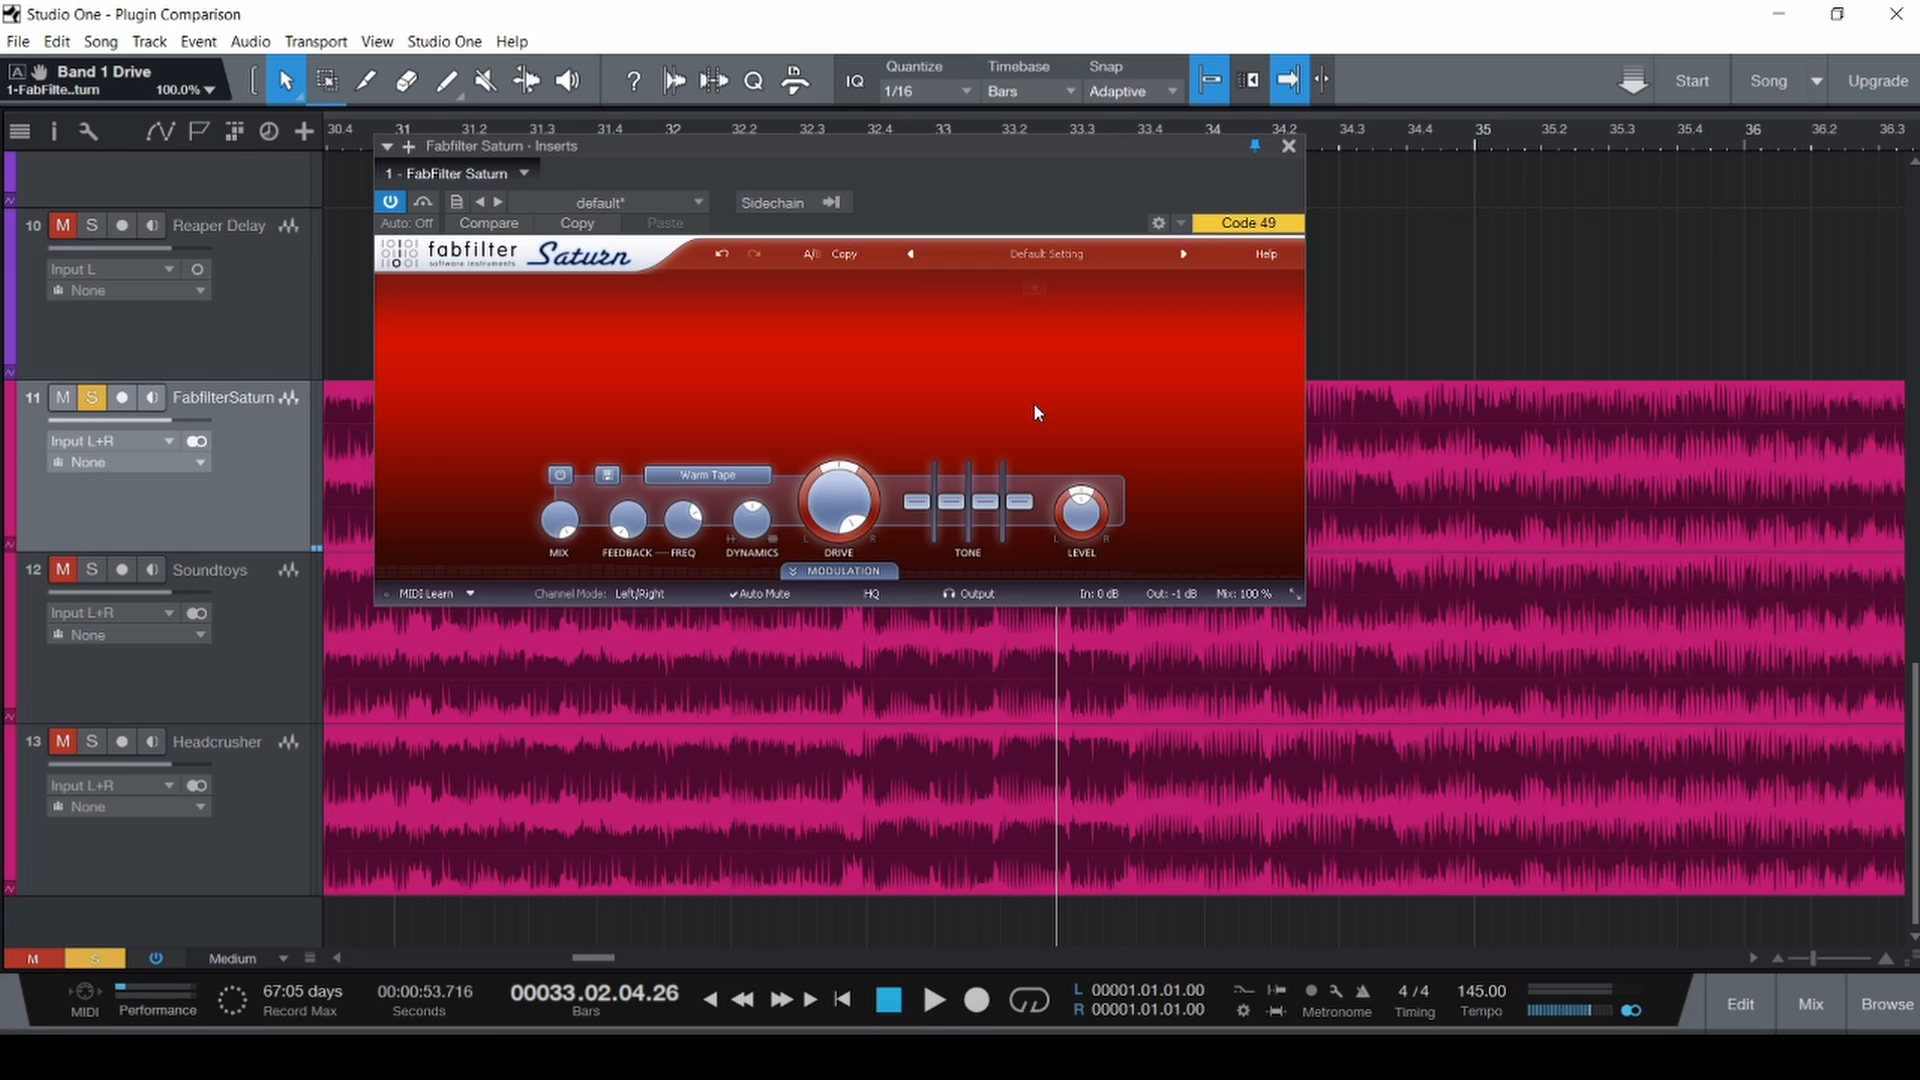 Studio One - Plugin Comparison
File Edit Song Track Event Audio Transport View Studio One Help
A Band 1 Drive
1-FabFilte..turn 100.0%
? Q IQ
Quantize Timebase Snap
1/16 Bars Adaptive
Start Song Upgrade
30.4 31 31.2 31.3 31.4 32 32.2 32.3 32.4 33 33.2 33.3 33.4 34 34.2 34.3 34.4 35 35.2 35.3 35.4 36 36.2 36.3
Fabfilter Saturn - Inserts
1 - FabFilter Saturn
default* Sidechain
Auto: Off Compare Copy Paste Code 49
fabfilter Saturn
software instruments
A/B Copy Default Setting Help
Warm Tape
MIX FEEDBACK FREQ DYNAMICS L DRIVE R TONE L LEVEL R
MODULATION
MIDI Learn Channel Mode: Left/Right Auto Mute HQ Output In: 0 dB Out: -1 dB Mix: 100 %
10 M S Reaper Delay
Input L
None
11 M S FabfilterSaturn
Input L+R
None
12 M S Soundtoys
Input L+R
None
13 M S Headcrusher
Input L+R
None
M S Medium
MIDI Performance
67:05 days
Record Max
00:00:53.716
Seconds
00033.02.04.26
Bars
L 00001.01.01.00
R 00001.01.01.00
Metronome
4 / 4
Timing
145.00
Tempo
Edit Mix Browse